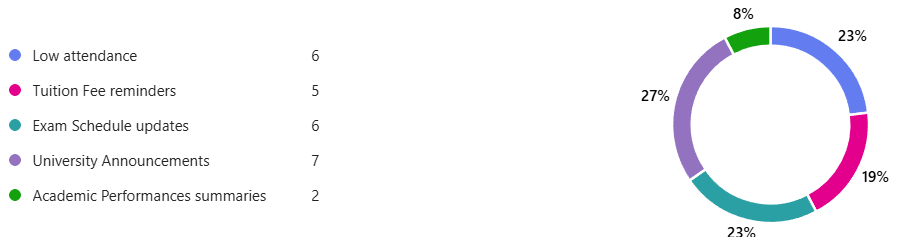 Low attendance 6
Tuition Fee reminders 5
Exam Schedule updates 6
University Announcements 7
Academic Performances summaries 2
8%
23%
27%
19%
23%